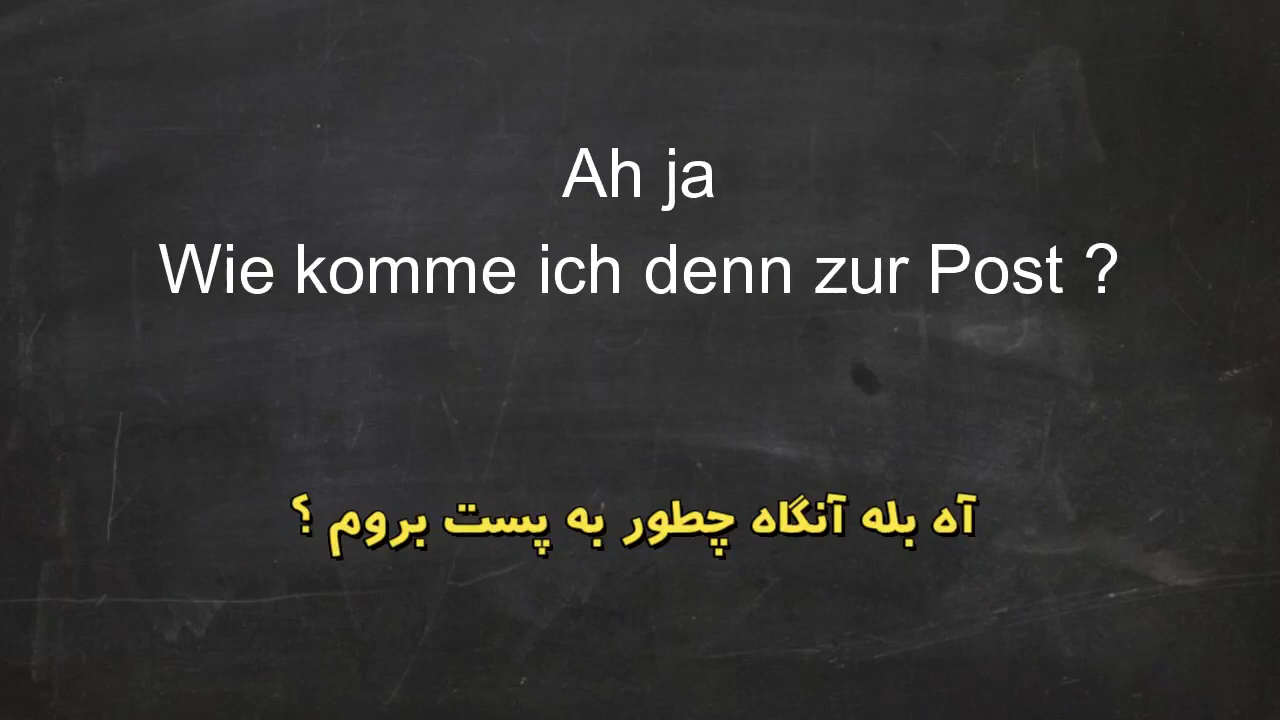 Ah ja
Wie komme ich denn zur Post ?
آه بله آنگاه چطور به پست بروم ؟